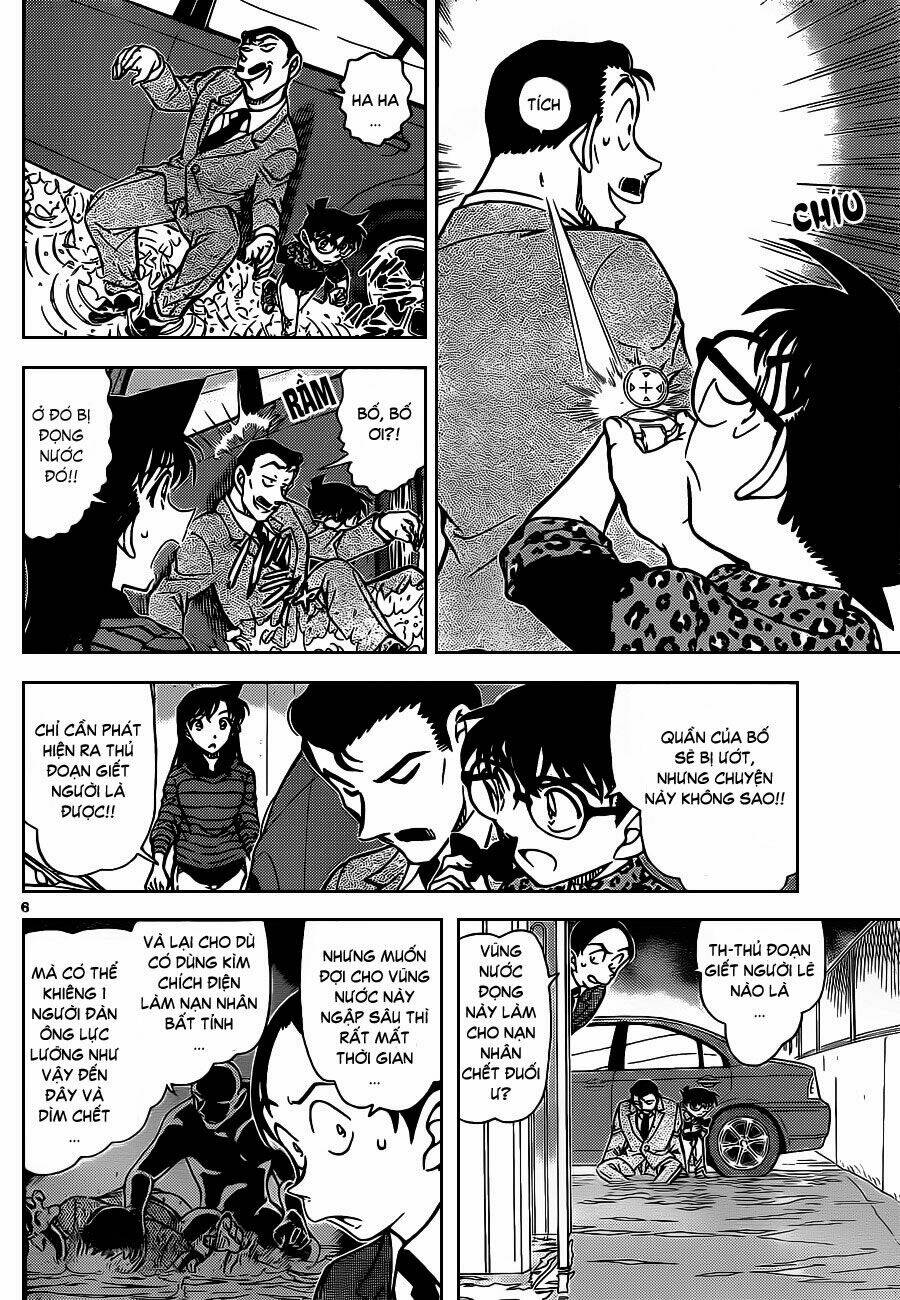 TÍCH
CHÍU
HA HA
...
BỐ, BỐ
ƠI?!
RẦM
Ở ĐÓ BỊ
ĐỌNG
NƯỚC
ĐÓ!!
QUẦN CỦA BỐ
SẼ BỊ ƯỚT,
NHƯNG CHUYỆN
NÀY KHÔNG SAO!!
CHỈ CẦN PHÁT
HIỆN RA THỦ
ĐOẠN GIẾT
NGƯỜI LÀ
ĐƯỢC!!
6
TH-THỦ ĐOẠN
GIẾT NGƯỜI LẼ
NÀO LÀ
...
VŨNG
NƯỚC
ĐỌNG
NÀY LÀM
CHO NẠN
NHÂN
CHẾT ĐUỐI
Ư?
NHƯNG MUỐN
ĐỢI CHO VŨNG
NƯỚC NÀY
NGẬP SÂU THÌ
RẤT MẤT
THỜI GIAN
...
VẢ LẠI CHO DÙ
CÓ DÙNG KÌM
CHÍCH ĐIỆN
LÀM NẠN NHÂN
BẤT TỈNH
...
MÀ CÓ THỂ
KHIÊNG 1
NGƯỜI ĐÀN
ÔNG LỰC
LƯỠNG NHƯ
VẬY ĐẾN
ĐÂY VÀ
DÌM CHẾT
...